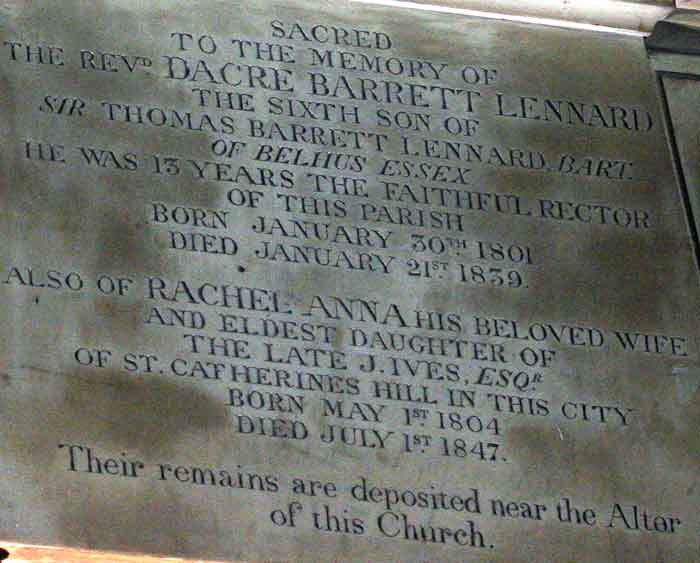 SACRED
TO THE MEMORY OF
THE REVD. DACRE BARRETT LENNARD
THE SIXTH SON OF
SIR THOMAS BARRETT LENNARD, BART.
OF BELHUS ESSEX
HE WAS 13 YEARS THE FAITHFUL RECTOR
OF THIS PARISH
BORN JANUARY 30TH 1801
DIED JANUARY 21ST 1839.
ALSO OF RACHEL ANNA HIS BELOVED WIFE
AND ELDEST DAUGHTER OF
THE LATE J. IVES, ESQR
OF ST. CATHERINES HILL IN THIS CITY
BORN MAY 1ST 1804
DIED JULY 1ST 1847.
Their remains are deposited near the Alter
of this Church.